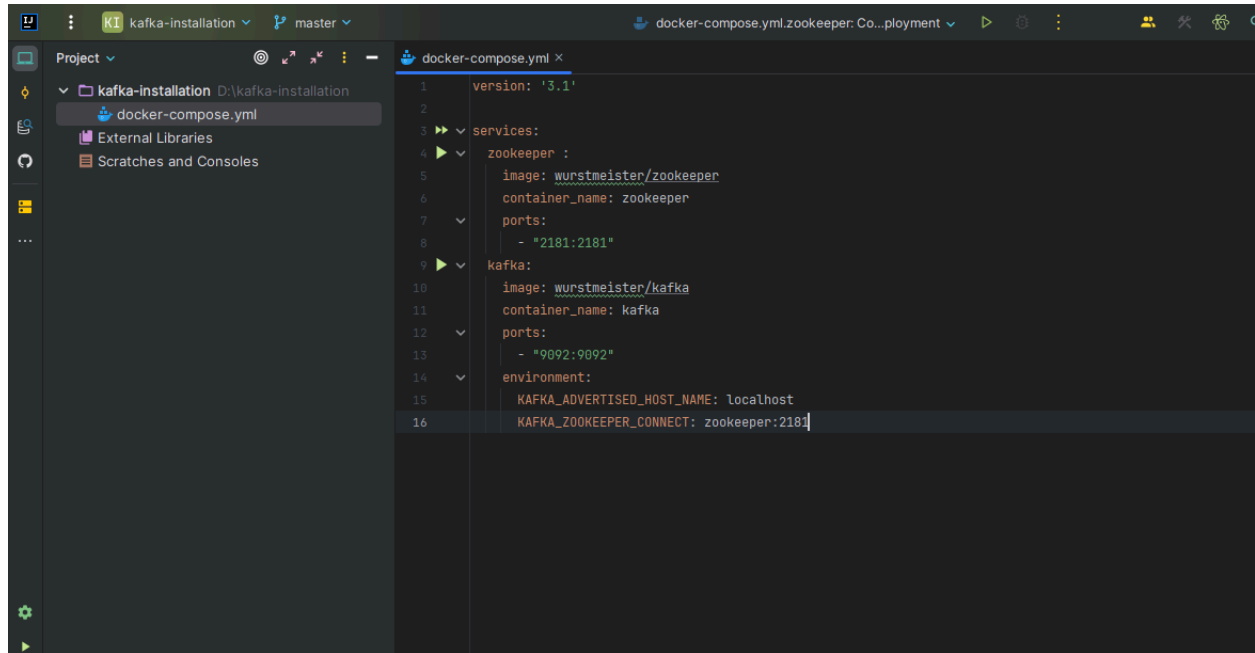 KI kafka-installation master docker-compose.yml.zookeeper: Co...ployment
Project
docker-compose.yml
kafka-installation D:\kafka-installation
docker-compose.yml
External Libraries
Scratches and Consoles
1 version: '3.1'
2
3 services:
4 zookeeper :
5 image: wurstmeister/zookeeper
6 container_name: zookeeper
7 ports:
8 - "2181:2181"
9 kafka:
10 image: wurstmeister/kafka
11 container_name: kafka
12 ports:
13 - "9092:9092"
14 environment:
15 KAFKA_ADVERTISED_HOST_NAME: localhost
16 KAFKA_ZOOKEEPER_CONNECT: zookeeper:2181